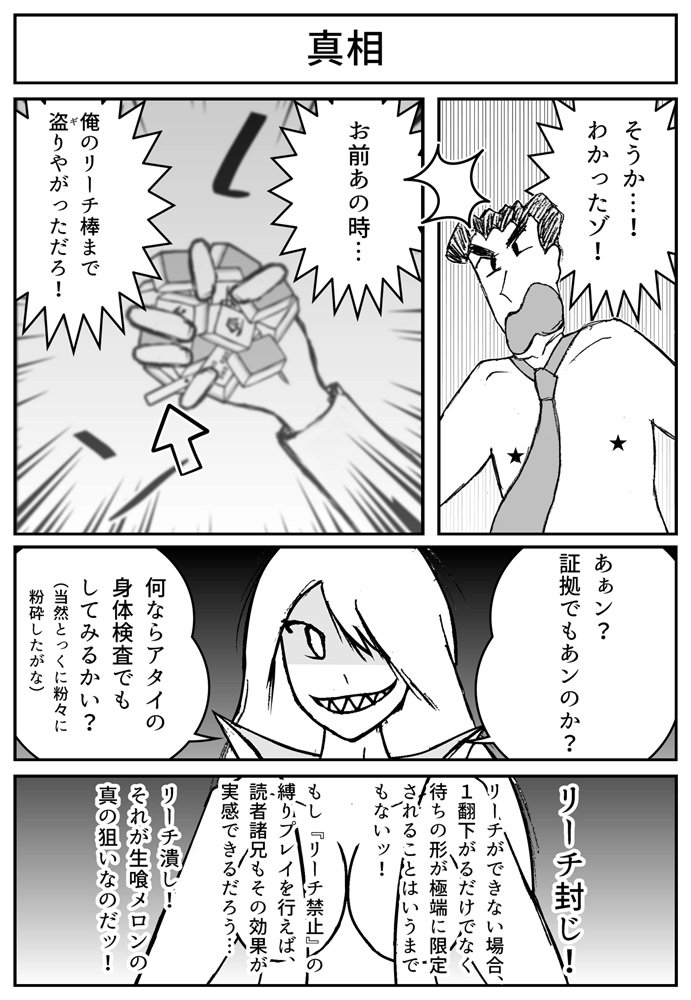 真相
そうか…！
わかったゾ！
お前あの時…
俺のリーチ棒まで
盗りやがっただろ！
ギ
あぁン？
証拠でもあンのか？
何ならアタイの
身体検査でも
してみるかい？
（当然とっくに粉々に
粉砕したがな）
リーチ封じ！
リーチができない場合、
１翻下がるだけでなく
待ちの形が極端に限定
されることはいうまで
もないッ！
もし『リーチ禁止』の
縛りプレイを行えば、
読者諸兄もその効果が
実感できるだろう…
リーチ潰し！
それが生喰メロンの
真の狙いなのだッ！